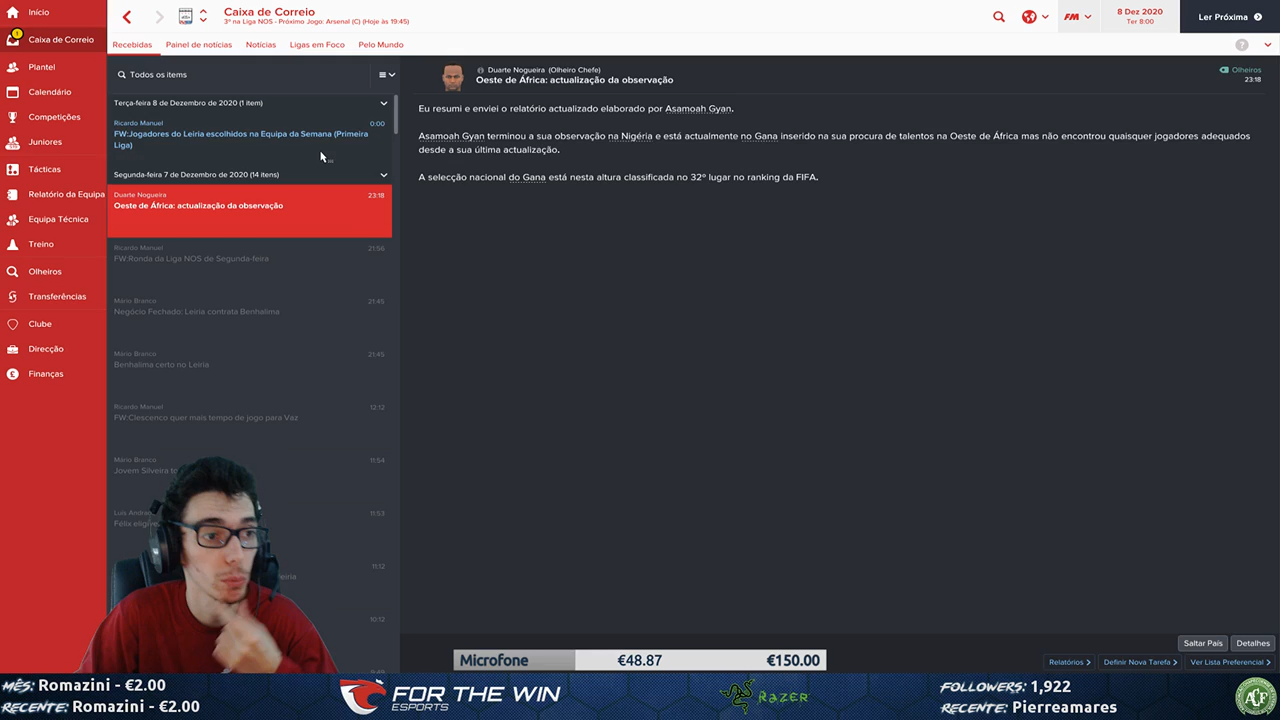 Início
1
Caixa de Correio
Plantel
Calendário
Competições
Juniores
Tácticas
Relatório da Equipa
Equipa Técnica
Treino
Olheiros
Transferências
Clube
Direcção
Finanças
Caixa de Correio
3º na Liga NOS - Próximo Jogo: Arsenal (C) (Hoje às 19:45)
FM
8 Dez 2020
Ter 8:00
Ler Próxima
Recebidas
Painel de notícias
Notícias
Ligas em Foco
Pelo Mundo
?
Todos os items
Terça-feira 8 de Dezembro de 2020 (1 item)
Ricardo Manuel
0:00
FW:Jogadores do Leiria escolhidos na Equipa da Semana (Primeira
Liga)
Segunda-feira 7 de Dezembro de 2020 (14 itens)
Duarte Nogueira
23:18
Oeste de África: actualização da observação
Ricardo Manuel
21:56
FW:Ronda da Liga NOS de Segunda-feira
Mário Branco
21:45
Negócio Fechado: Leiria contrata Benhalima
Mário Branco
21:45
Benhalima certo no Leiria
Ricardo Manuel
12:12
FW:Clescenco quer mais tempo de jogo para Vaz
Mário Branco
11:54
Jovem Silveira
11:53
Félix
11:12
eiria
10:12
Duarte Nogueira (Olheiro Chefe)
Oeste de África: actualização da observação
Olheiros
23:18
Eu resumi e enviei o relatório actualizado elaborado por Asamoah Gyan.
Asamoah Gyan terminou a sua observação na Nigéria e está actualmente no Gana inserido na sua procura de talentos na Oeste de África mas não encontrou quaisquer jogadores adequados
desde a sua última actualização.
A selecção nacional do Gana está nesta altura classificada no 32º lugar no ranking da FIFA.
Saltar País
Detalhes
Relatórios
Definir Nova Tarefa
Ver Lista Preferencial
Microfone
€48.87
€150.00
MÊS: Romazini - €2.00
RECENTE: Romazini - €2.00
FOR THE WIN
ESPORTS
RAZER
FOLLOWERS: 1,922
RECENTE: Pierreamares